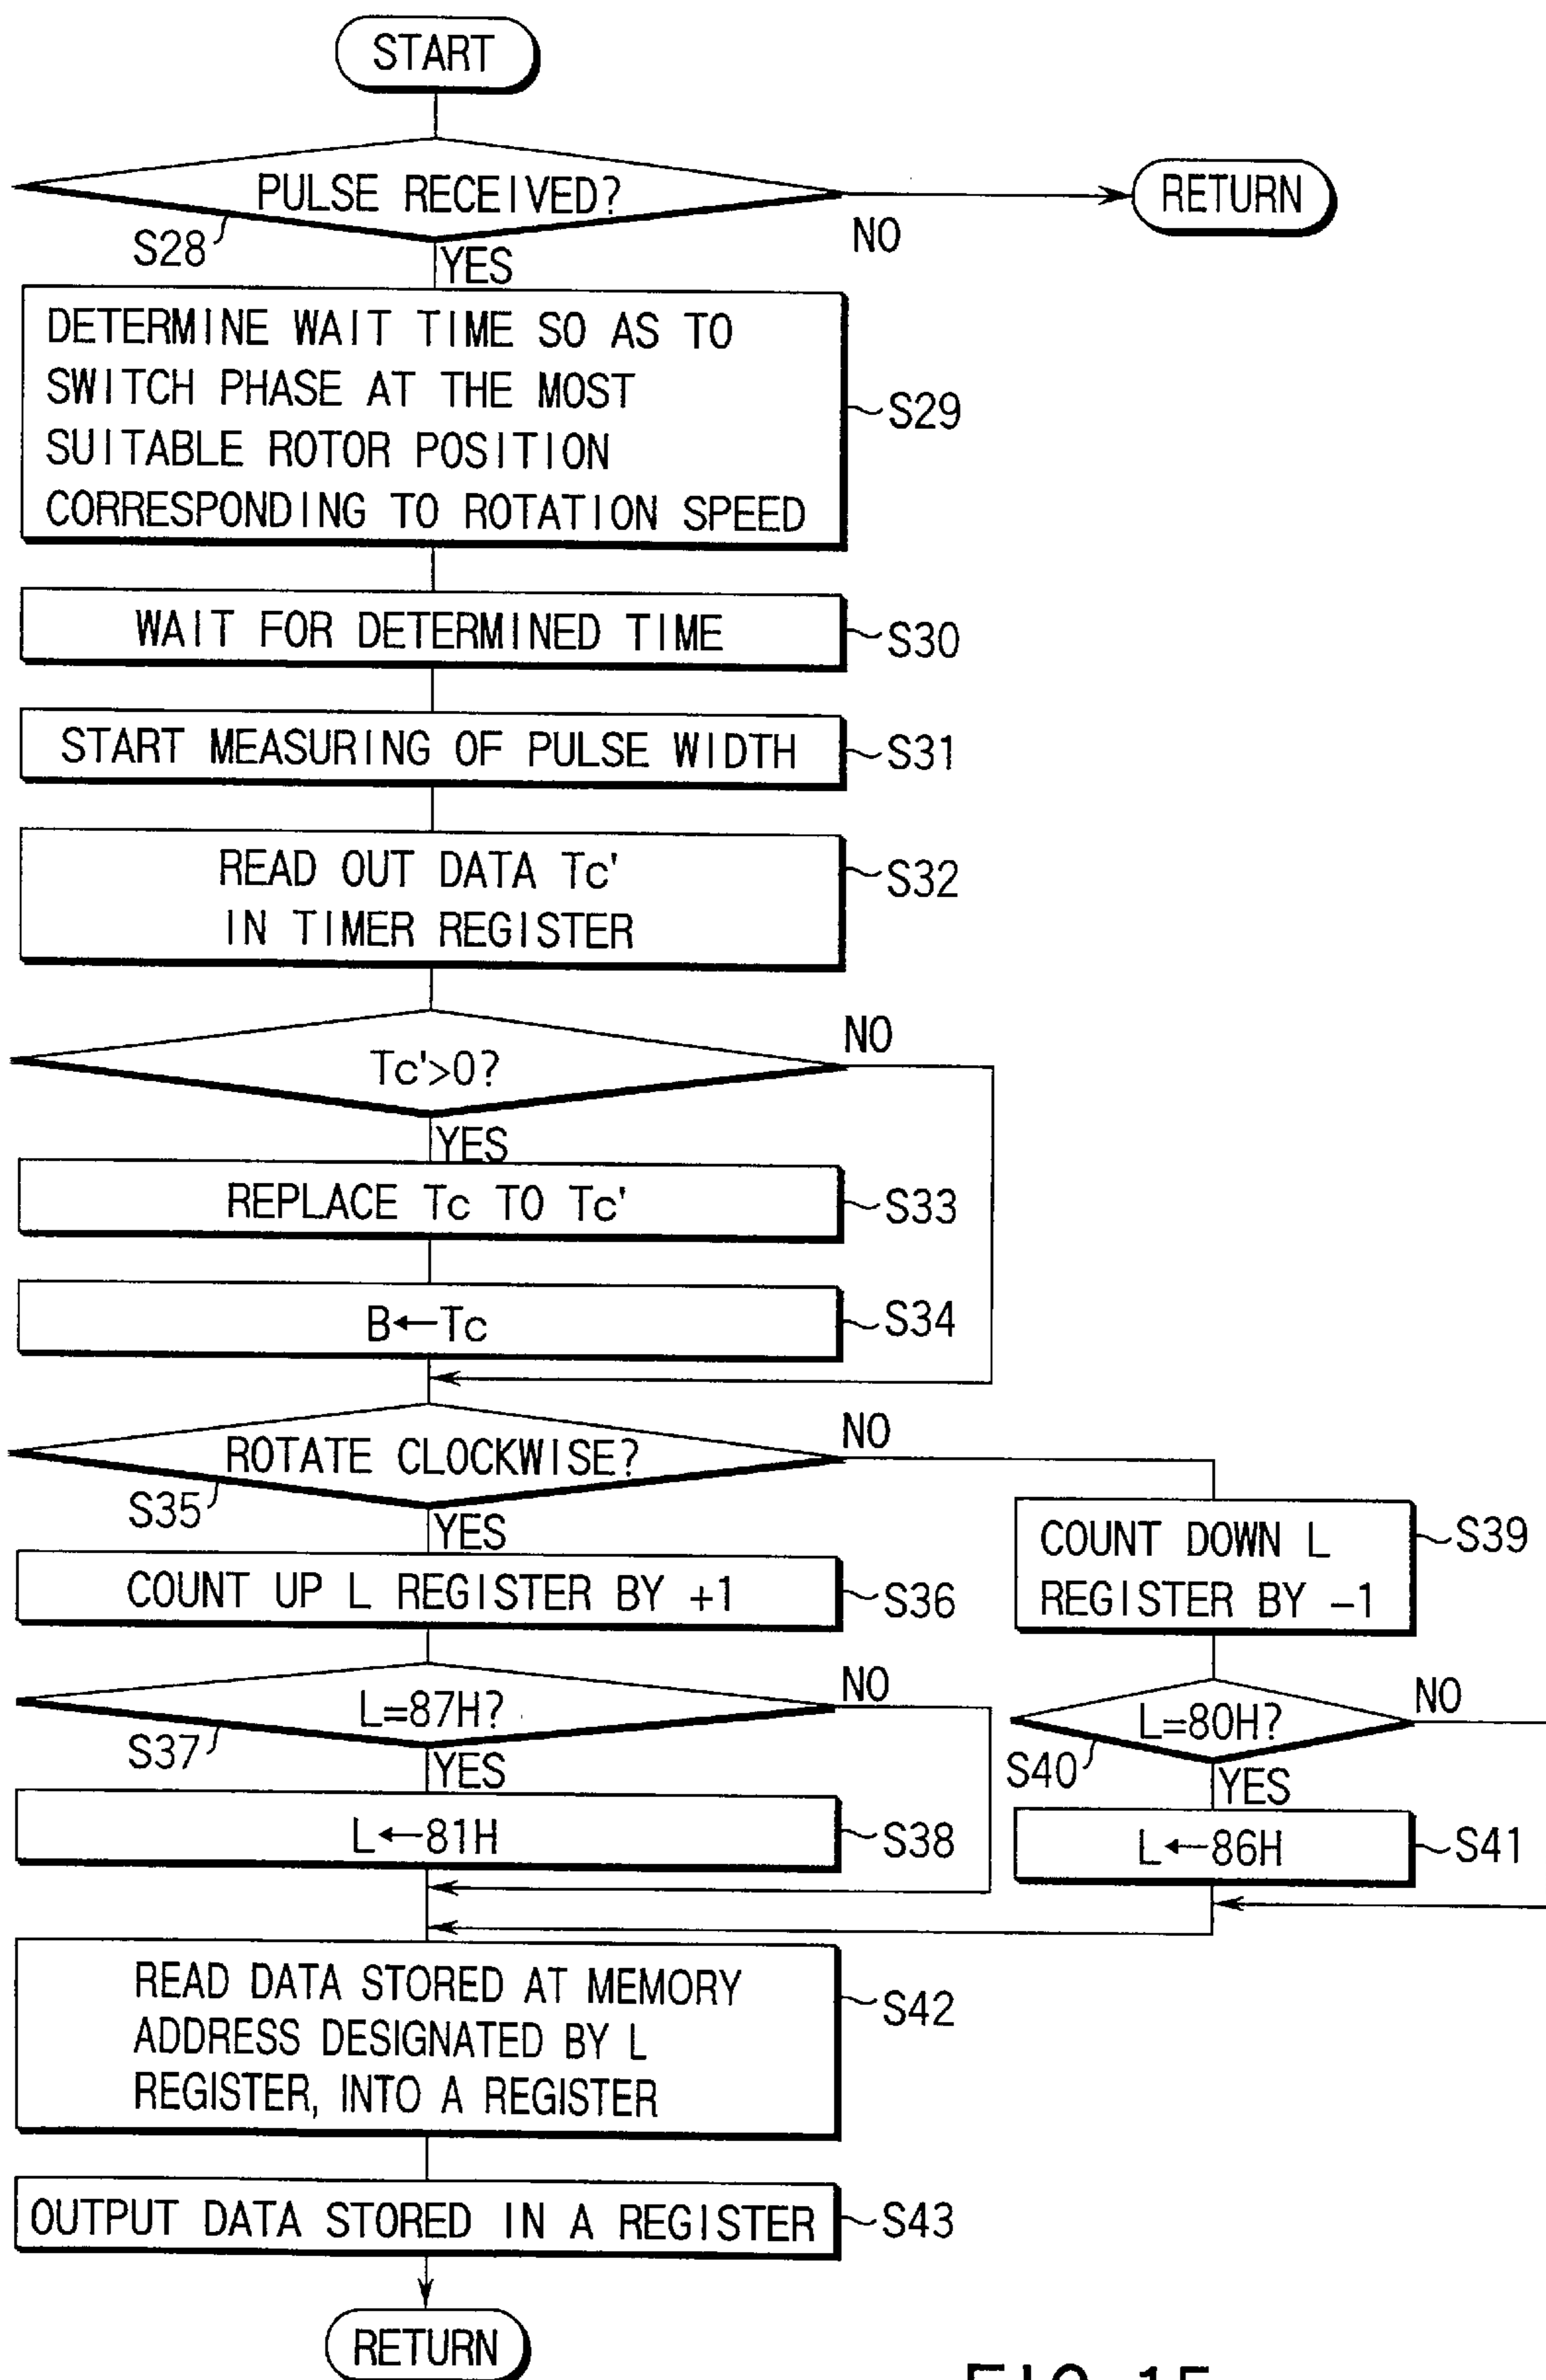 START
PULSE RECEIVED?
S28
NO
RETURN
YES
DETERMINE WAIT TIME SO AS TO
SWITCH PHASE AT THE MOST
SUITABLE ROTOR POSITION
CORRESPONDING TO ROTATION SPEED
S29
WAIT FOR DETERMINED TIME
S30
START MEASURING OF PULSE WIDTH
S31
READ OUT DATA Tc'
IN TIMER REGISTER
S32
Tc'>0?
NO
YES
REPLACE Tc TO Tc'
S33
B←Tc
S34
ROTATE CLOCKWISE?
NO
S35
YES
COUNT UP L REGISTER BY +1
S36
COUNT DOWN L
REGISTER BY -1
S39
L=87H?
NO
S37
YES
L=80H?
NO
S40
YES
L←81H
S38
L←86H
S41
READ DATA STORED AT MEMORY
ADDRESS DESIGNATED BY L
REGISTER, INTO A REGISTER
S42
OUTPUT DATA STORED IN A REGISTER
S43
RETURN